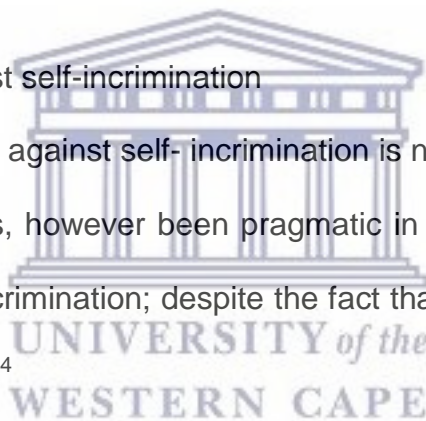 st self-incrimination
against self- incrimination is n
s, however been pragmatic in
crimination; despite the fact tha
UNIVERSITY of the
4
WESTERN CAPE